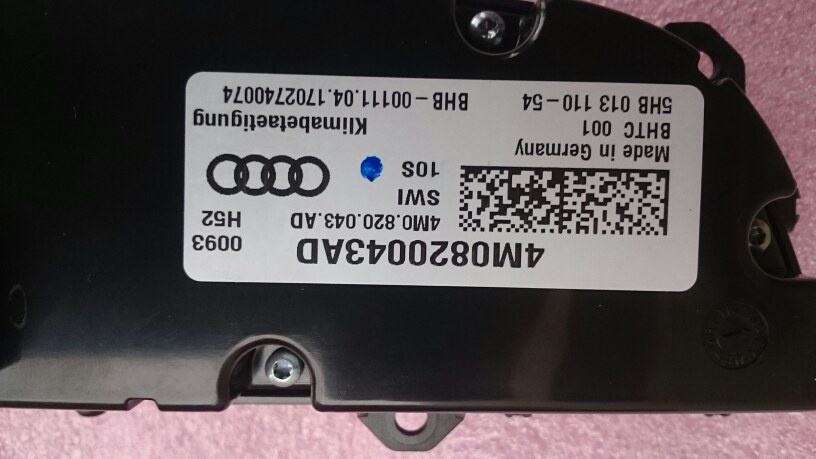 4M0820043AD
0093
4M0.820.043.AD
H52
SWI
10S
Made in Germany
BHTC 001
Klimabetaetigung
5HB 013 110-54
BHB-00111.04.1702740074